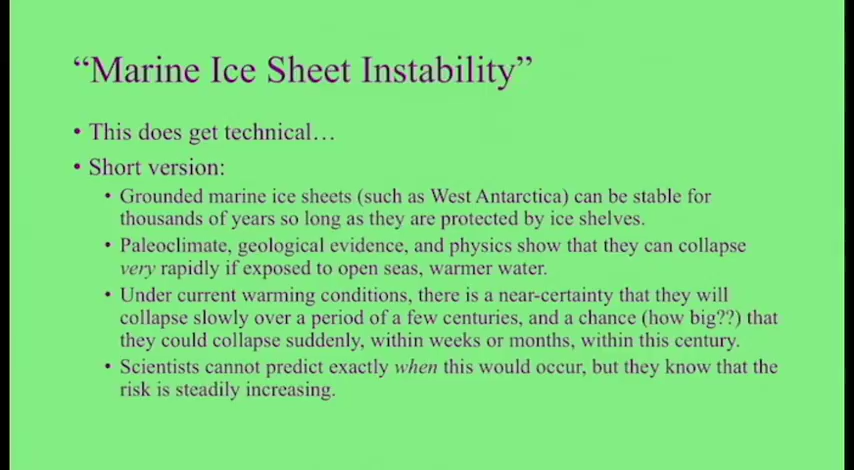 “Marine Ice Sheet Instability”
• This does get technical…
• Short version:
• Grounded marine ice sheets (such as West Antarctica) can be stable for
thousands of years so long as they are protected by ice shelves.
• Paleoclimate, geological evidence, and physics show that they can collapse
very rapidly if exposed to open seas, warmer water.
• Under current warming conditions, there is a near-certainty that they will
collapse slowly over a period of a few centuries, and a chance (how big??) that
they could collapse suddenly, within weeks or months, within this century.
• Scientists cannot predict exactly when this would occur, but they know that the
risk is steadily increasing.